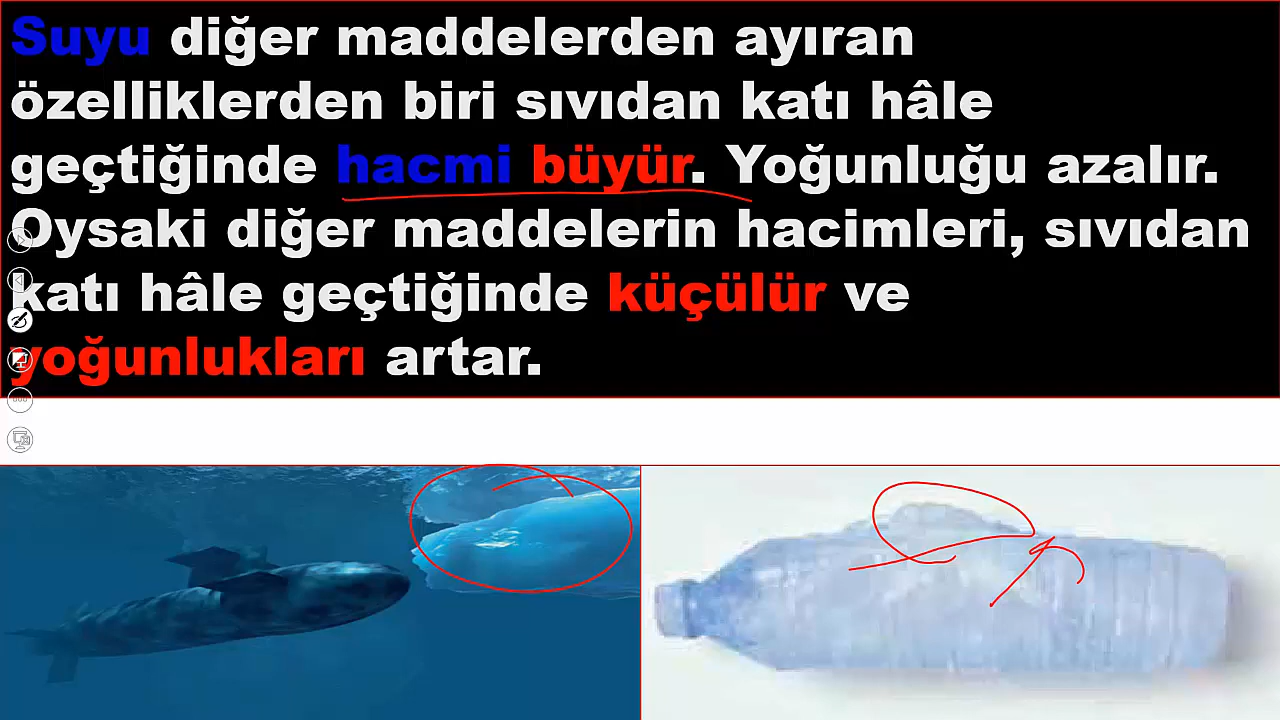 Suyu diğer maddelerden ayıran
özelliklerden biri sıvıdan katı hâle
geçtiğinde hacmi büyür. Yoğunluğu azalır.
Oysaki diğer maddelerin hacimleri, sıvıdan
katı hâle geçtiğinde küçülür ve
yoğunlukları artar.